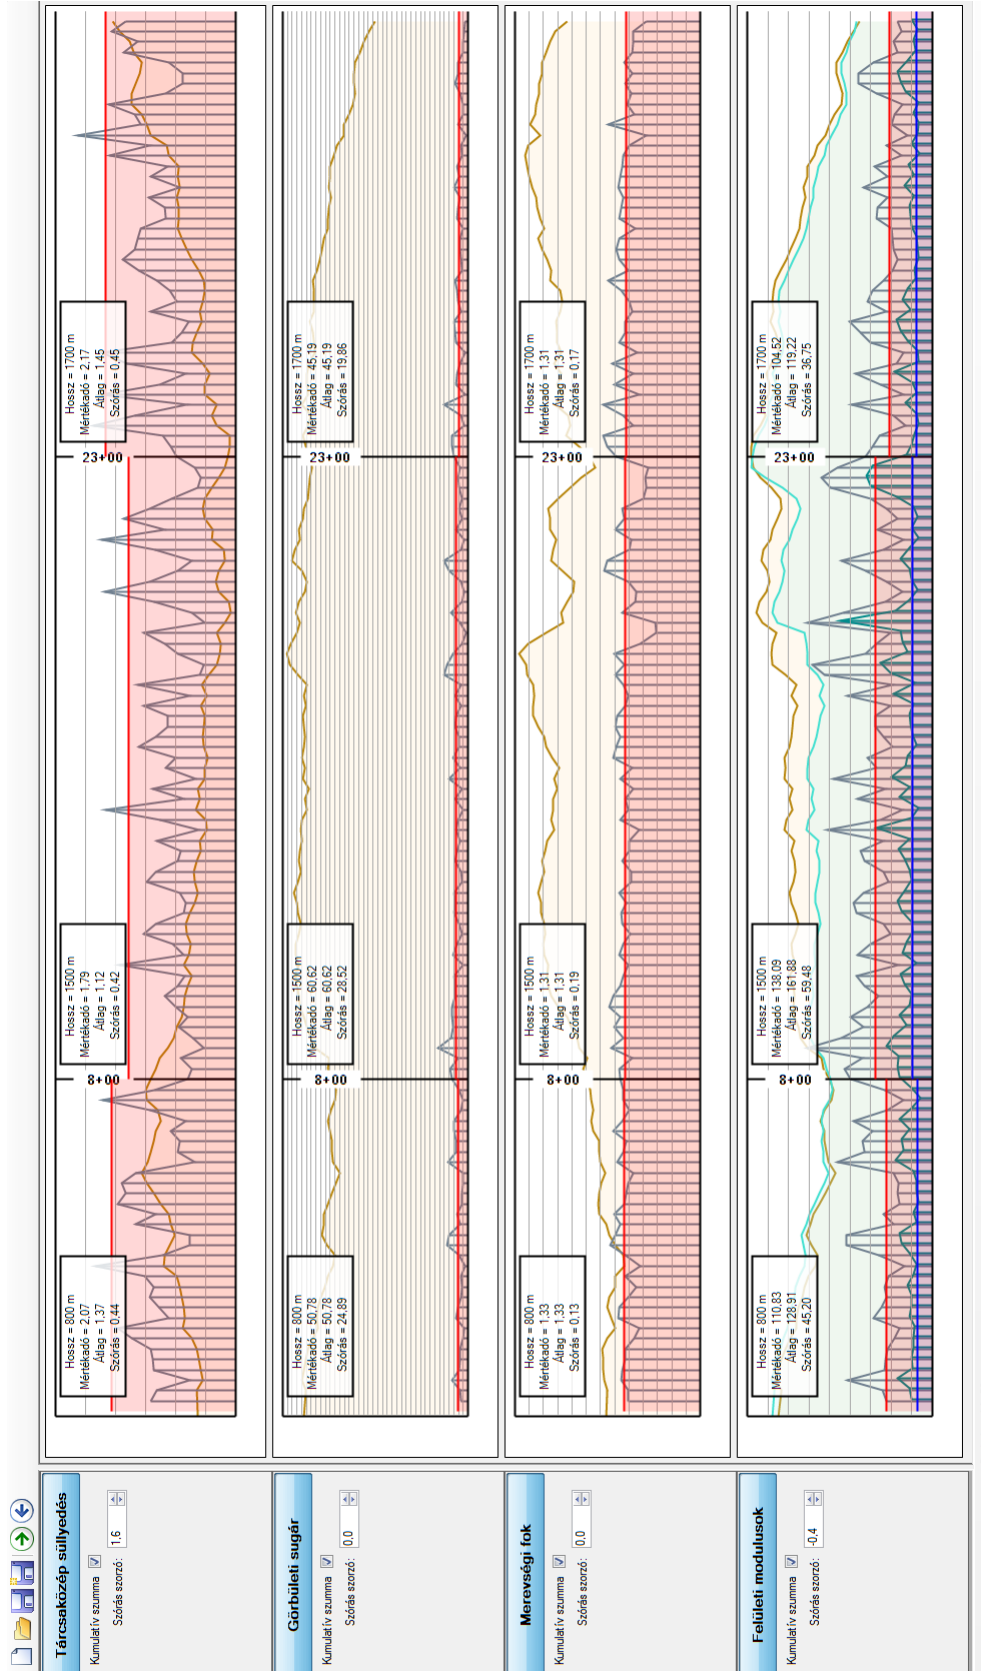 Tárcsaközép süllyedés
Kumulatív szumma
Szórás szorzó:
1,6
Hossz = 800 m
Mértékadó = 2,07
Átlag = 1,37
Szórás = 0,44
8+00
Hossz = 1500 m
Mértékadó = 1,79
Átlag = 1,12
Szórás = 0,42
23+00
Hossz = 1700 m
Mértékadó = 2,17
Átlag = 1,45
Szórás = 0,45
Görbületi sugár
Kumulatív szumma
Szórás szorzó:
0,0
Hossz = 800 m
Mértékadó = 50,78
Átlag = 50,78
Szórás = 24,89
8+00
Hossz = 1500 m
Mértékadó = 60,62
Átlag = 60,62
Szórás = 28,52
23+00
Hossz = 1700 m
Mértékadó = 45,19
Átlag = 45,19
Szórás = 19,86
Merevségi fok
Kumulatív szumma
Szórás szorzó:
0,0
Hossz = 800 m
Mértékadó = 1,33
Átlag = 1,33
Szórás = 0,13
8+00
Hossz = 1500 m
Mértékadó = 1,31
Átlag = 1,31
Szórás = 0,19
23+00
Hossz = 1700 m
Mértékadó = 1,31
Átlag = 1,31
Szórás = 0,17
Felületi modulusok
Kumulatív szumma
Szórás szorzó:
-0,4
Hossz = 800 m
Mértékadó = 110,83
Átlag = 128,91
Szórás = 45,20
8+00
Hossz = 1500 m
Mértékadó = 138,09
Átlag = 161,88
Szórás = 59,48
23+00
Hossz = 1700 m
Mértékadó = 104,52
Átlag = 119,22
Szórás = 36,75